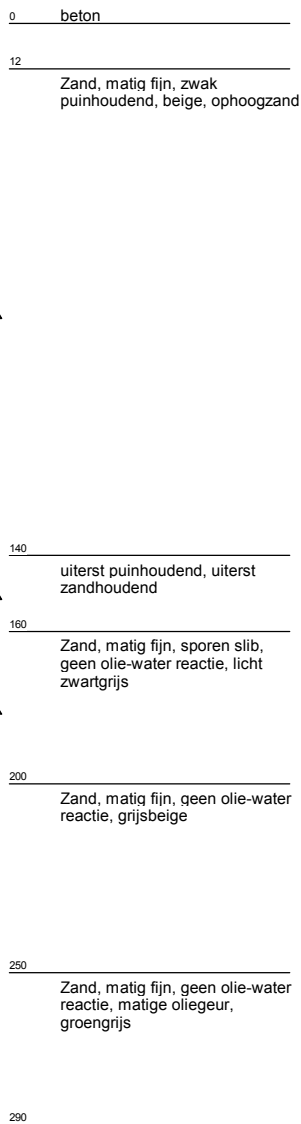 0 beton
12
Zand, matig fijn, zwak
puinhoudend, beige, ophoogzand
140
uiterst puinhoudend, uiterst
zandhoudend
160
Zand, matig fijn, sporen slib,
geen olie-water reactie, licht
zwartgrijs
200
Zand, matig fijn, geen olie-water
reactie, grijsbeige
250
Zand, matig fijn, geen olie-water
reactie, matige oliegeur,
groengrijs
290